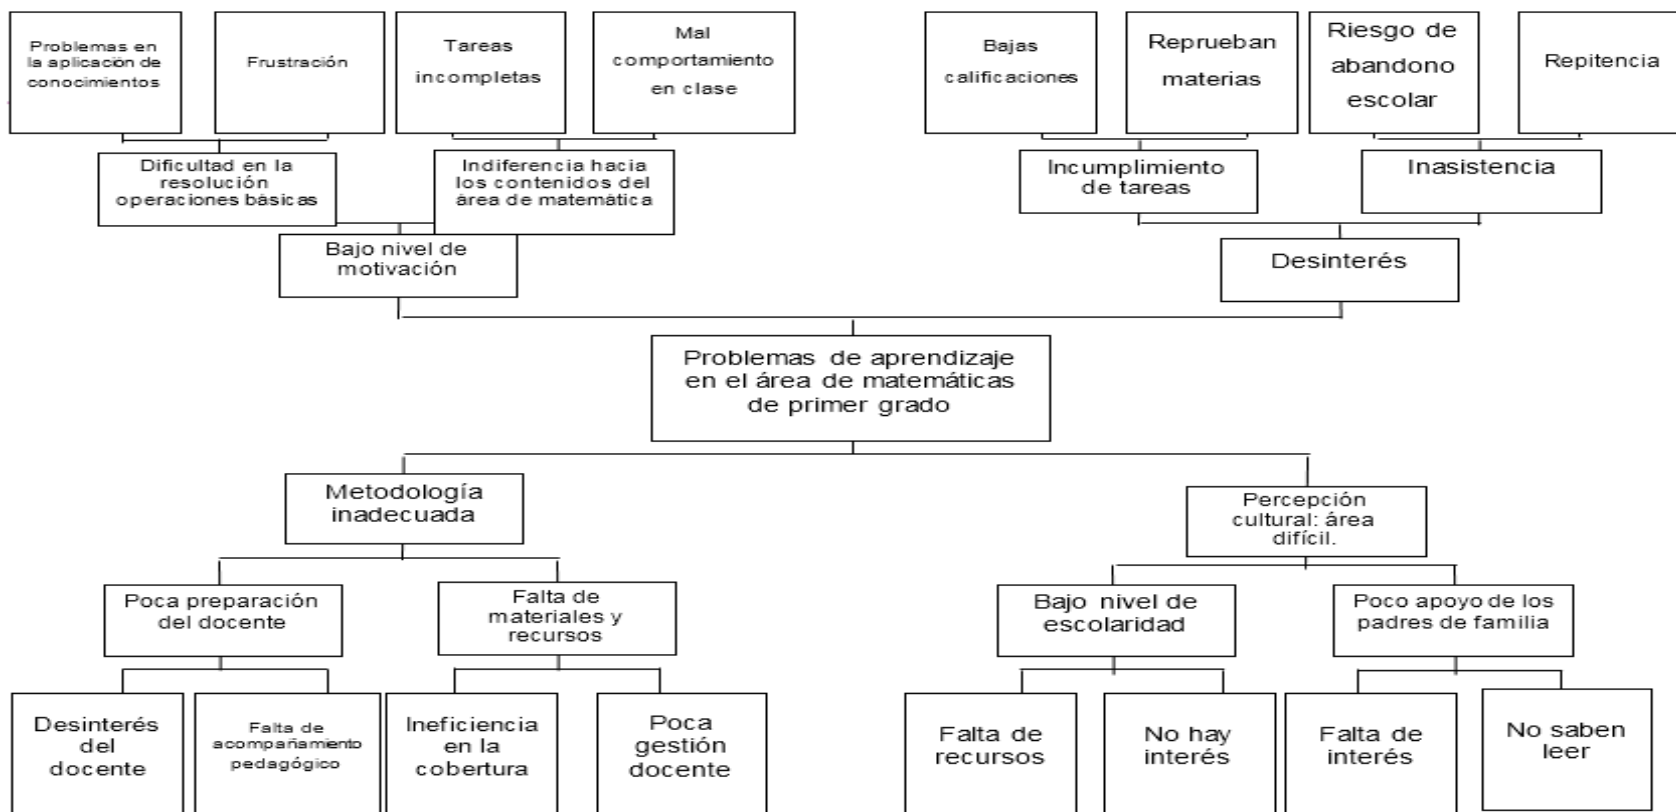 Problemas en
la aplicación de
conocimientos
Frustración
Tareas
incompletas
Mal
comportamiento
en clase
Bajas
calificaciones
Reprueban
materias
Riesgo de
abandono
escolar
Repitencia
Dificultad en la
resolución
operaciones básicas
Indiferencia hacia
los contenidos del
área de matemática
Incumplimiento
de tareas
Inasistencia
Bajo nivel de
motivación
Desinterés
Problemas de aprendizaje
en el área de matemáticas
de primer grado
Metodología
inadecuada
Percepción
cultural: área
difícil.
Poca preparación
del docente
Falta de
materiales y
recursos
Bajo nivel de
escolaridad
Poco apoyo de los
padres de familia
Desinterés
del
docente
Falta de
acompañamiento
pedagógico
Ineficiencia
en la
cobertura
Poca
gestión
docente
Falta de
recursos
No hay
interés
Falta de
interés
No saben
leer